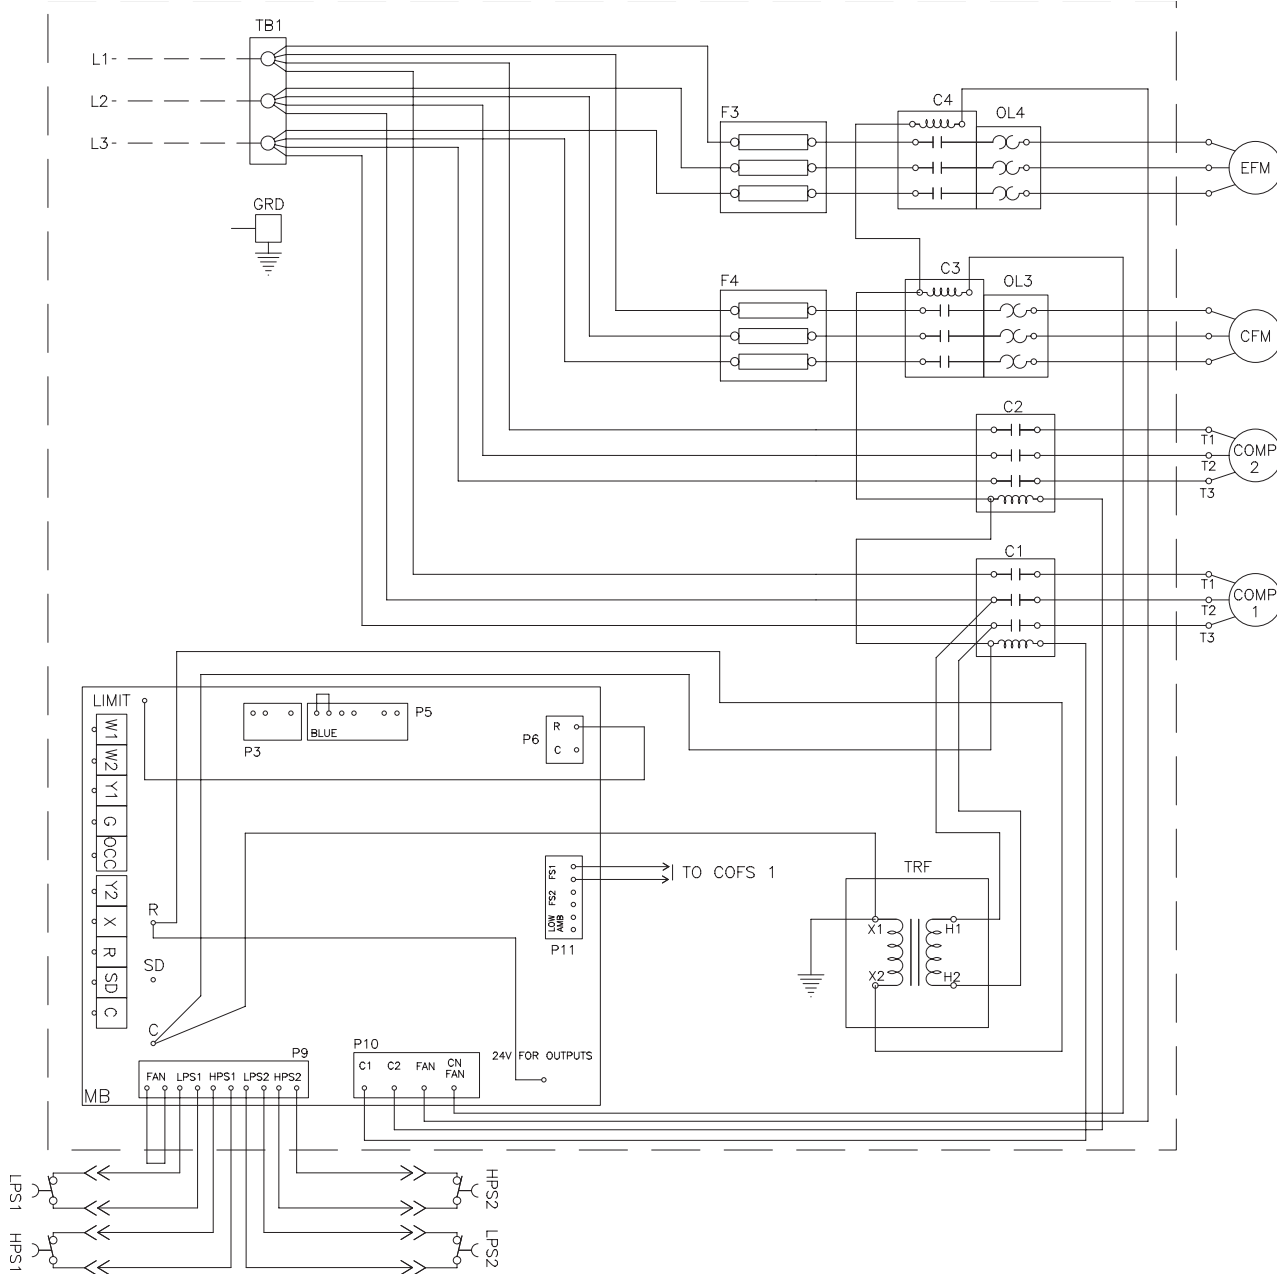 TB1
L1
L2
L3
GRD
F3
C4
OL4
EFM
F4
C3
OL3
CFM
C2
T1
T2
T3
COMP
2
C1
T1
T2
T3
COMP
1
LIMIT
W1
W2
Y1
G
OCC
Y2
X
R
SD
C
R
SD
C
P3
BLUE
P5
P6
R
C
FS1
FS2
LOW
AMB
P11
TO COFS 1
TRF
X1
H1
X2
H2
P9
FAN LPS1 HPS1 LPS2 HPS2
MB
P10
C1 C2 FAN CN
FAN
24V FOR OUTPUTS
LPS1
HPS1
HPS2
LPS2